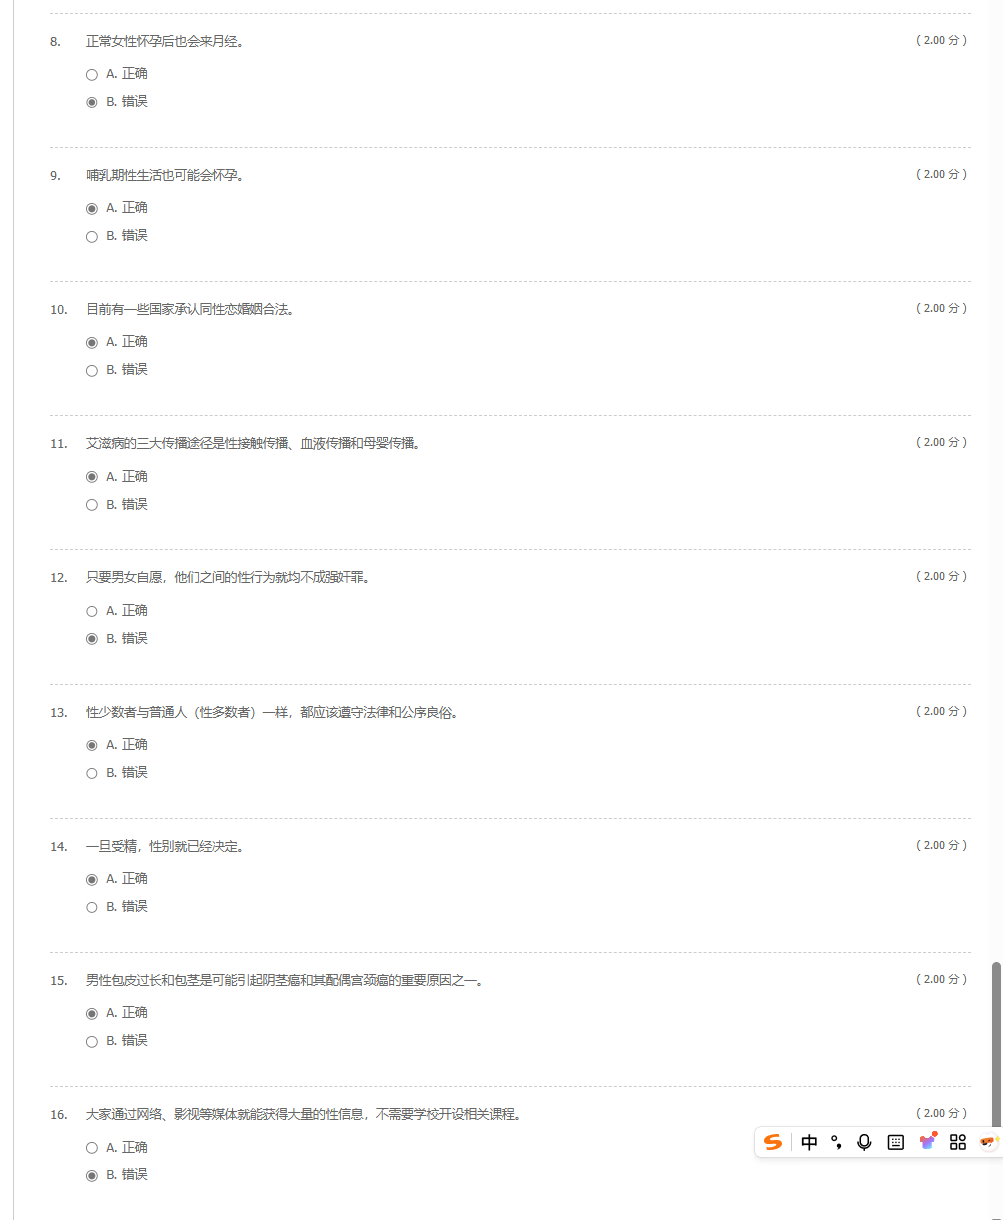 8. 正常女性怀孕后也会来月经。 ( 2.00 分 )
A. 正确
B. 错误
9. 哺乳期性生活也可能会怀孕。 ( 2.00 分 )
A. 正确
B. 错误
10. 目前有一些国家承认同性恋婚姻合法。 ( 2.00 分 )
A. 正确
B. 错误
11. 艾滋病的三大传播途径是性接触传播、血液传播和母婴传播。 ( 2.00 分 )
A. 正确
B. 错误
12. 只要男女自愿，他们之间的性行为就均不成强奸罪。 ( 2.00 分 )
A. 正确
B. 错误
13. 性少数者与普通人（性多数者）一样，都应该遵守法律和公序良俗。 ( 2.00 分 )
A. 正确
B. 错误
14. 一旦受精，性别就已经决定。 ( 2.00 分 )
A. 正确
B. 错误
15. 男性包皮过长和包茎是可能引起阴茎癌和其配偶宫颈癌的重要原因之一。 ( 2.00 分 )
A. 正确
B. 错误
16. 大家通过网络、影视等媒体就能获得大量的性信息，不需要学校开设相关课程。 ( 2.00 分 )
A. 正确
B. 错误
中